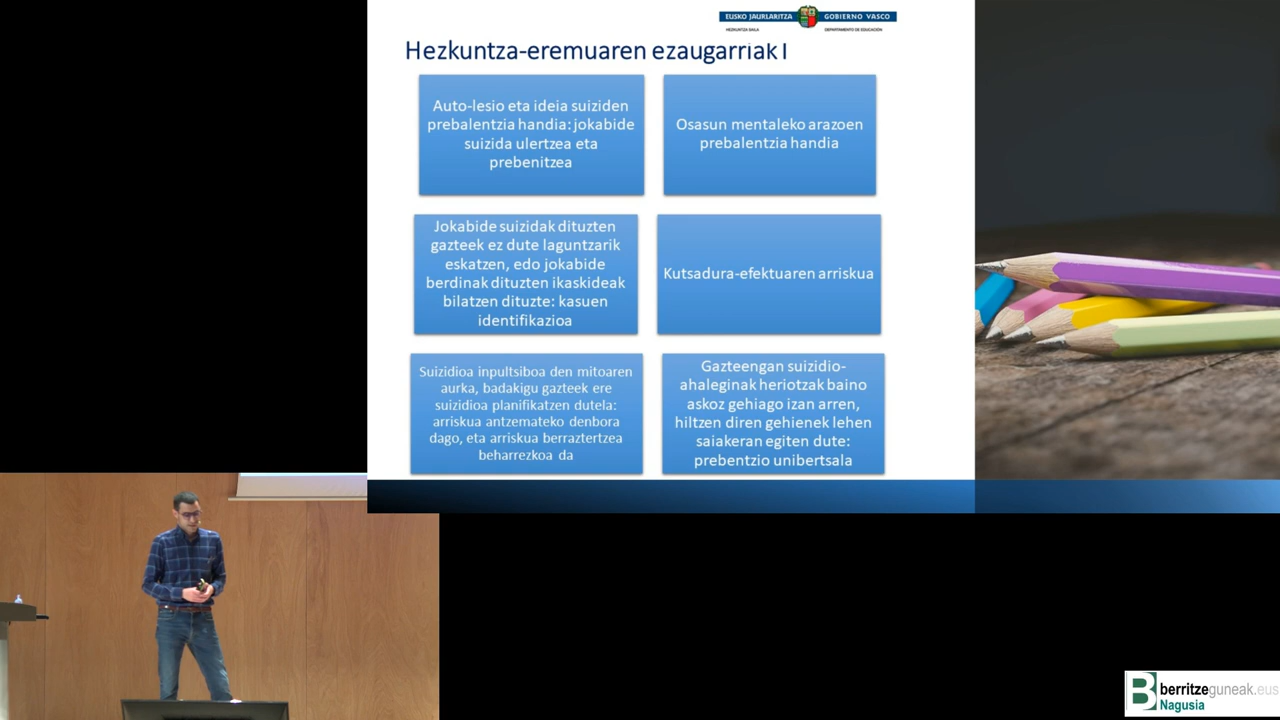 EUSKO JAURLARITZA
GOBIERNO VASCO
HEZKUNTZA SAILA
DEPARTAMENTO DE EDUCACIÓN
Hezkuntza-eremuaren ezaugarriak I
Auto-lesio eta ideia suiziden
prebalentzia handia: jokabide
suizida ulertzea eta
prebenitzea
Osasun mentaleko arazoen
prebalentzia handia
Jokabide suizidak dituzten
gazteek ez dute laguntzarik
eskatzen, edo jokabide
berdinak dituzten ikaskideak
bilatzen dituzte: kasuen
identifikazioa
Kutsadura-efektuaren arriskua
Suizidioa inpultsiboa den mitoaren
aurka, badakigu gazteek ere
suizidioa planifikatzen dutela:
arriskua antzemateko denbora
dago, eta arriskua berraztertzea
beharrezkoa da
Gazteengan suizidio-
ahaleginak heriotzak baino
askoz gehiago izan arren,
hiltzen diren gehienek lehen
saiakeran egiten dute:
prebentzio unibertsala
berritzeguneak.eus
Nagusia